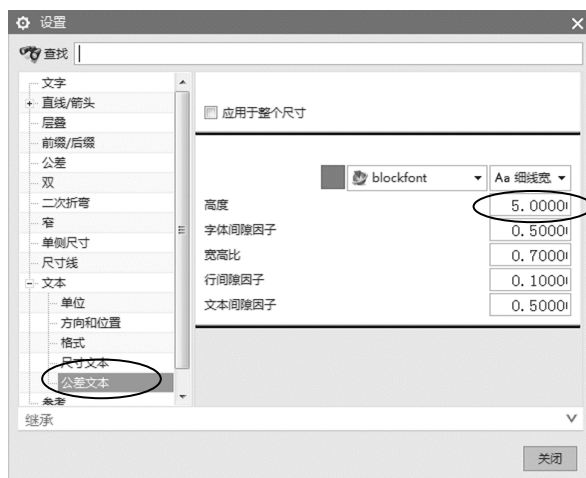 设置
查找
文字
直线/箭头
层叠
前缀/后缀
公差
双
二次折弯
窄
单侧尺寸
尺寸线
文本
单位
方向和位置
格式
尺寸文本
公差文本
参考
应用于整个尺寸
blockfont Aa 细线宽
高度 5.0000
字体间隙因子 0.5000
宽高比 0.7000
行间隙因子 0.1000
文本间隙因子 0.5000
继承
关闭